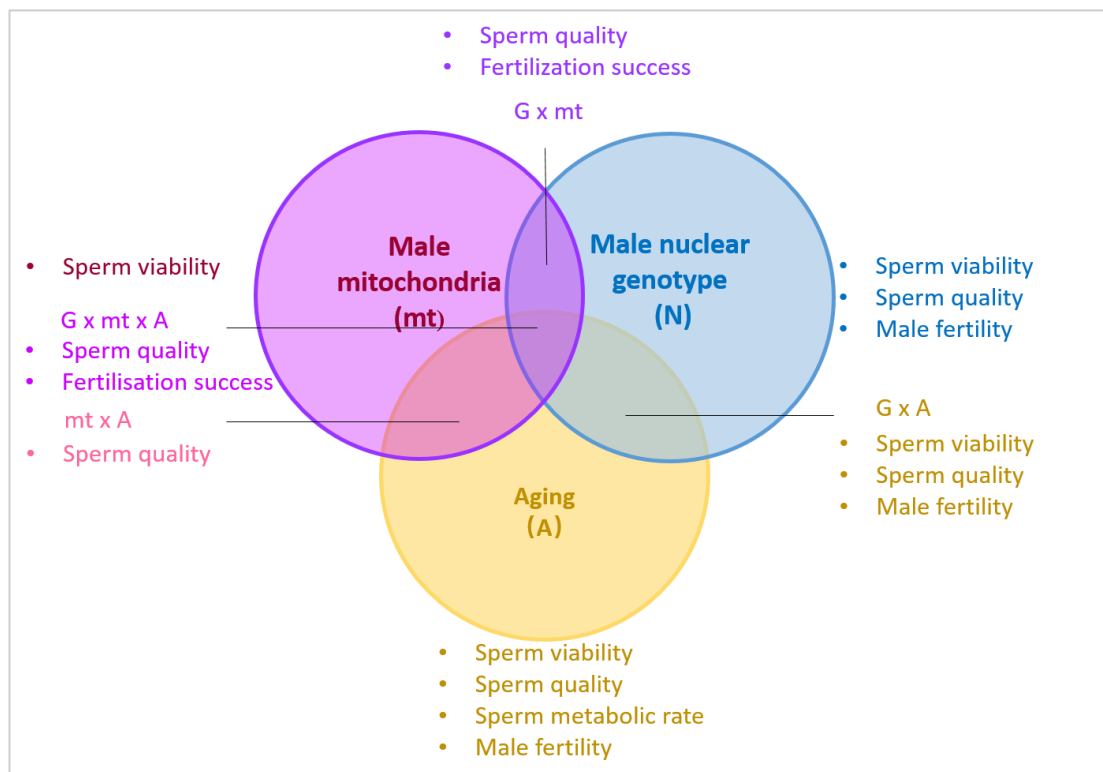 • Sperm quality
• Fertilization success
G x mt
Male
mitochondria
(mt)
Male nuclear
genotype
(N)
• Sperm viability
G x mt x A
• Sperm quality
• Fertilisation success
mt x A
• Sperm quality
• Sperm viability
• Sperm quality
• Male fertility
G x A
• Sperm viability
• Sperm quality
• Male fertility
Aging
(A)
• Sperm viability
• Sperm quality
• Sperm metabolic rate
• Male fertility